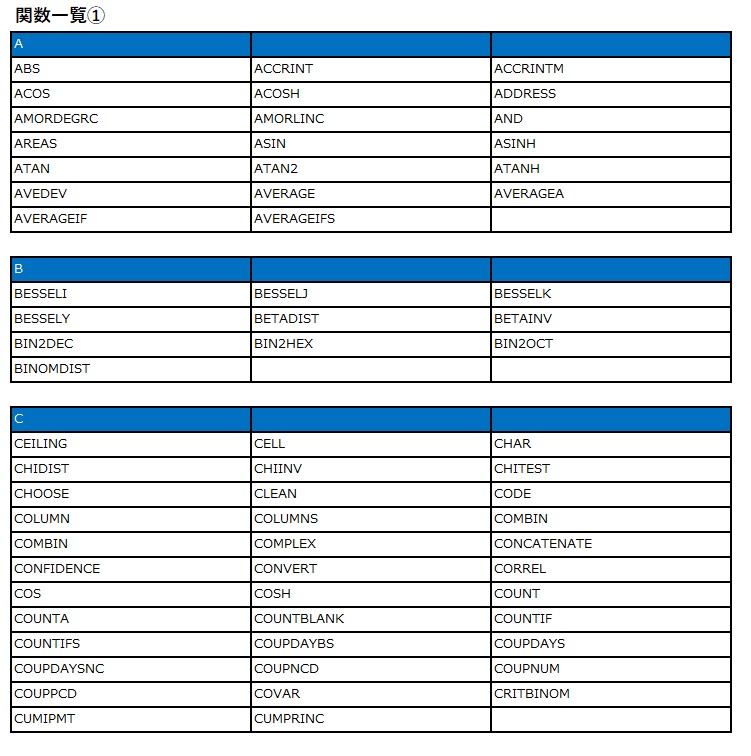 関数一覧①
A
ABS ACCRINT ACCRINTM
ACOS ACOSH ADDRESS
AMORDEGRC AMORLINC AND
AREAS ASIN ASINH
ATAN ATAN2 ATANH
AVEDEV AVERAGE AVERAGEA
AVERAGEIF AVERAGEIFS
B
BESSELI BESSELJ BESSELK
BESSELY BETADIST BETAINV
BIN2DEC BIN2HEX BIN2OCT
BINOMDIST
C
CEILING CELL CHAR
CHIDIST CHIINV CHITEST
CHOOSE CLEAN CODE
COLUMN COLUMNS COMBIN
COMBIN COMPLEX CONCATENATE
CONFIDENCE CONVERT CORREL
COS COSH COUNT
COUNTA COUNTBLANK COUNTIF
COUNTIFS COUPDAYBS COUPDAYS
COUPDAYSNC COUPNCD COUPNUM
COUPPCD COVAR CRITBINOM
CUMIPMT CUMPRINC